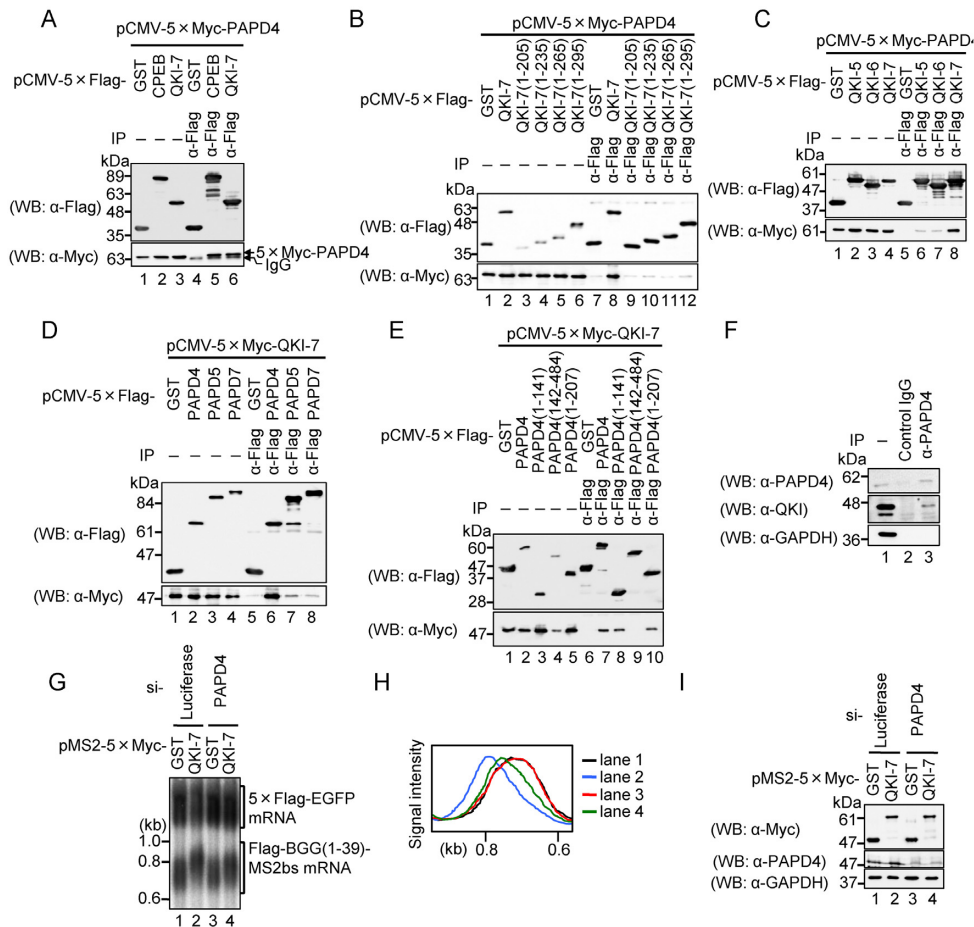 A
pCMV-5×Myc-PAPD4
pCMV-5×Flag-
GST
CPEB
QKI-7
GST
CPEB
QKI-7
IP
– – – α-Flag α-Flag α-Flag
kDa
(WB: α-Flag)
89
63
48
35
(WB: α-Myc)
63
5×Myc-PAPD4
IgG
1 2 3 4 5 6
B
pCMV-5×Myc-PAPD4
pCMV-5×Flag-
GST
QKI-7
QKI-7(1-205)
QKI-7(1-235)
QKI-7(1-265)
QKI-7(1-295)
GST
QKI-7
QKI-7(1-205)
QKI-7(1-235)
QKI-7(1-265)
QKI-7(1-295)
IP
– – – – – – α-Flag α-Flag α-Flag α-Flag α-Flag α-Flag
kDa
(WB: α-Flag)
63
48
35
(WB: α-Myc)
63
1 2 3 4 5 6 7 8 9 10 11 12
C
pCMV-5×Myc-PAPD4
pCMV-5×Flag-
GST
QKI-5
QKI-6
QKI-7
GST
QKI-5
QKI-6
QKI-7
IP
– – – – α-Flag α-Flag α-Flag α-Flag
kDa
(WB: α-Flag)
61
47
37
(WB: α-Myc)
61
1 2 3 4 5 6 7 8
D
pCMV-5×Myc-QKI-7
pCMV-5×Flag-
GST
PAPD4
PAPD5
PAPD7
GST
PAPD4
PAPD5
PAPD7
IP
– – – – α-Flag α-Flag α-Flag α-Flag
kDa
(WB: α-Flag)
84
61
47
(WB: α-Myc)
47
1 2 3 4 5 6 7 8
E
pCMV-5×Myc-QKI-7
pCMV-5×Flag-
GST
PAPD4
PAPD4(1-141)
PAPD4(142-484)
PAPD4(1-207)
GST
PAPD4
PAPD4(1-141)
PAPD4(142-484)
PAPD4(1-207)
IP
– – – – – α-Flag α-Flag α-Flag α-Flag α-Flag
kDa
(WB: α-Flag)
60
47
37
28
(WB: α-Myc)
47
1 2 3 4 5 6 7 8 9 10
F
IP
– Control IgG α-PAPD4
kDa
(WB: α-PAPD4)
62
(WB: α-QKI)
48
(WB: α-GAPDH)
36
1 2 3
G
si-
Luciferase
PAPD4
pMS2-5×Myc-
GST
QKI-7
GST
QKI-7
5×Flag-EGFP
mRNA
(kb)
1.0
0.8
0.6
Flag-BGG(1-39)-
MS2bs mRNA
1 2 3 4
H
Signal intensity
lane 1
lane 2
lane 3
lane 4
(kb) 0.8 0.6
I
si-
Luciferase
PAPD4
pMS2-5×Myc-
GST
QKI-7
GST
QKI-7
kDa
(WB: α-Myc)
61
47
(WB: α-PAPD4)
47
(WB: α-GAPDH)
37
1 2 3 4